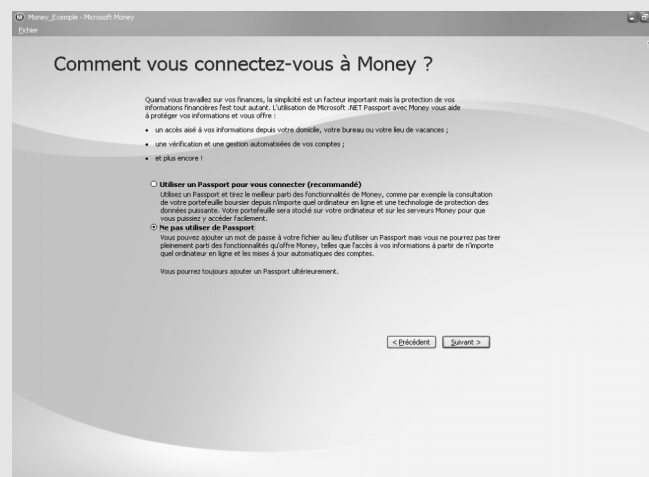 Money_Exemple - Microsoft Money
Fichier
Comment vous connectez-vous à Money ?
Quand vous travaillez sur vos finances, la simplicité est un facteur important mais la protection de vos
informations financières l'est tout autant. L'utilisation de Microsoft .NET Passport avec Money vous aide
à protéger vos informations et vous offre :
• un accès aisé à vos informations depuis votre domicile, votre bureau ou votre lieu de vacances ;
• une vérification et une gestion automatisées de vos comptes ;
• et plus encore !
Utiliser un Passport pour vous connecter (recommandé)
Utilisez un Passport et tirez le meilleur parti des fonctionnalités de Money, comme par exemple la consultation
de votre portefeuille boursier depuis n'importe quel ordinateur en ligne et une technologie de protection des
données puissante. Votre portefeuille sera stocké sur votre ordinateur et sur les serveurs Money pour que
vous puissiez y accéder facilement.
Ne pas utiliser de Passport
Vous pouvez ajouter un mot de passe à votre fichier au lieu d'utiliser un Passport mais vous ne pourrez pas tirer
pleinement parti des fonctionnalités qu'offre Money, telles que l'accès à vos informations à partir de n'importe
quel ordinateur en ligne et les mises à jour automatiques des comptes.
Vous pourrez toujours ajouter un Passport ultérieurement.
< Précédent Suivant >